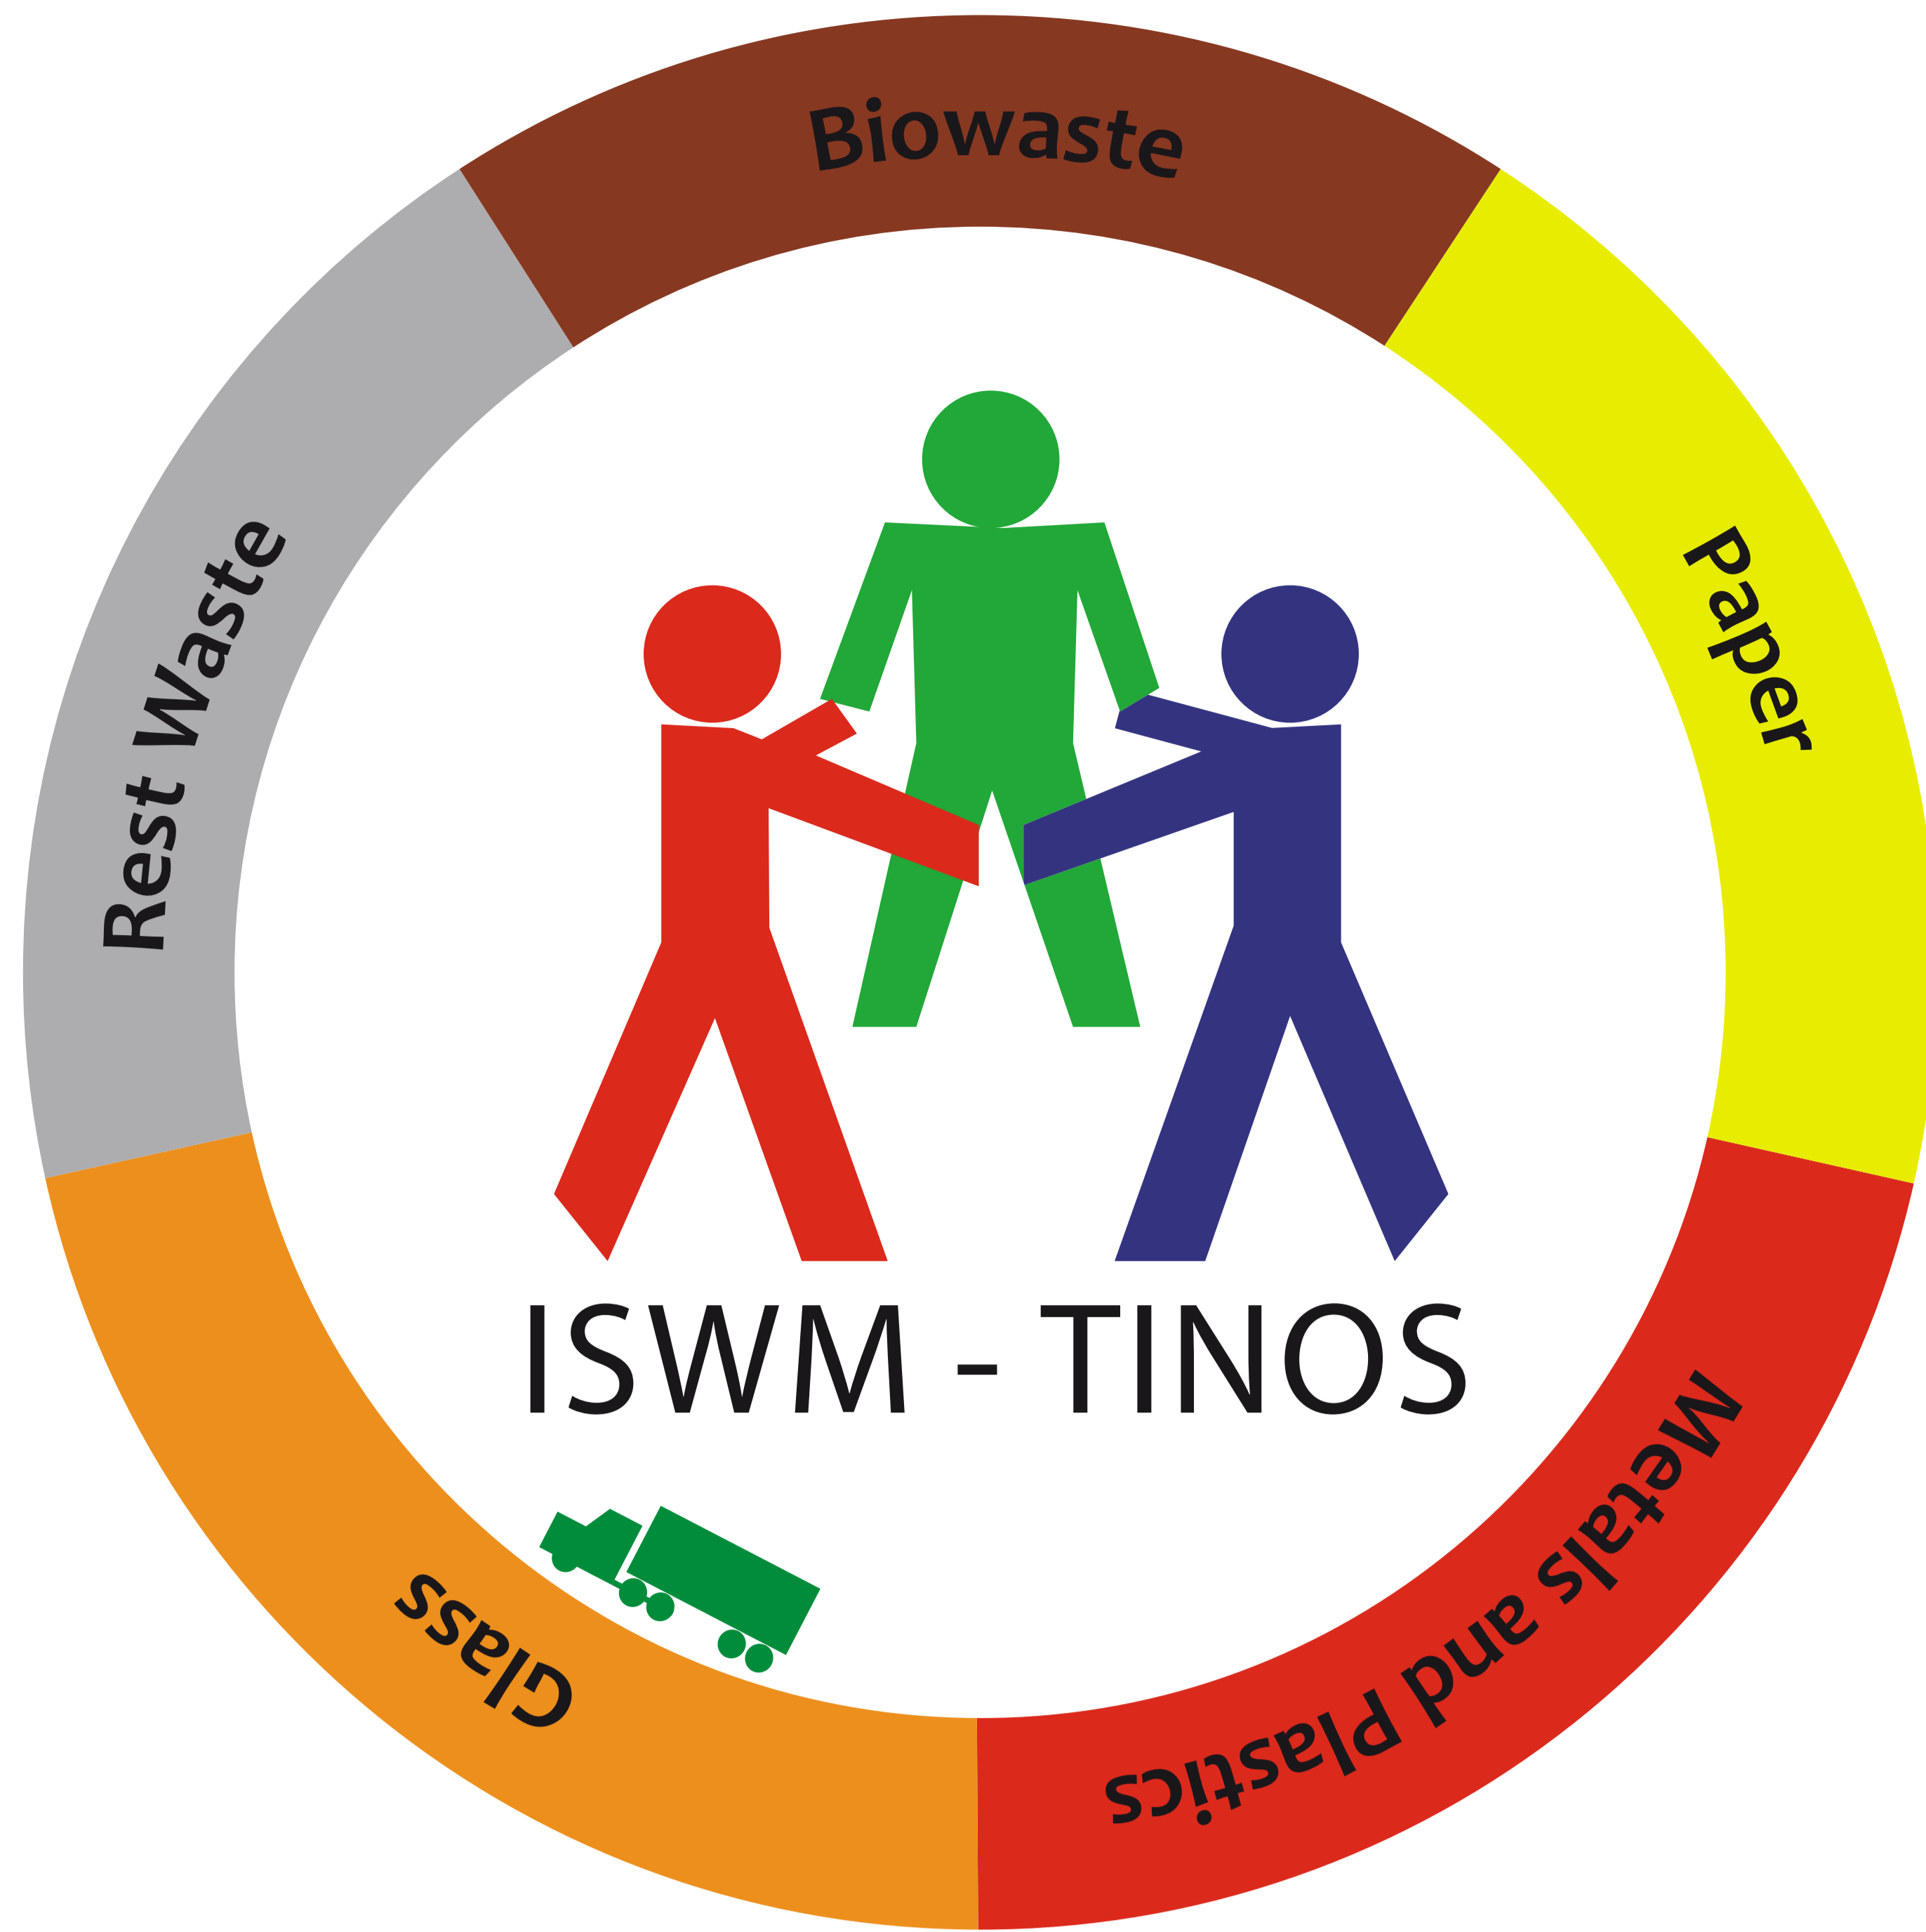 Biowaste
Paper
Metals and Plastics
Glass
Rest Waste
ISWM - TINOS